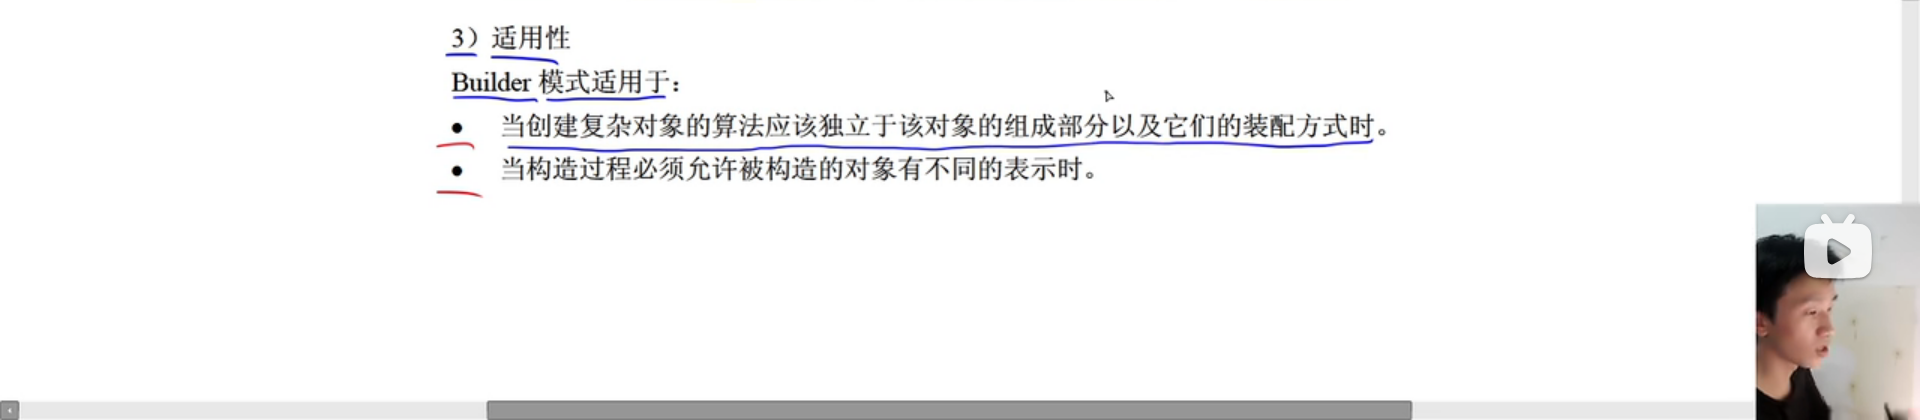 3）适用性
Builder 模式适用于：
● 当创建复杂对象的算法应该独立于该对象的组成部分以及它们的装配方式时。
● 当构造过程必须允许被构造的对象有不同的表示时。